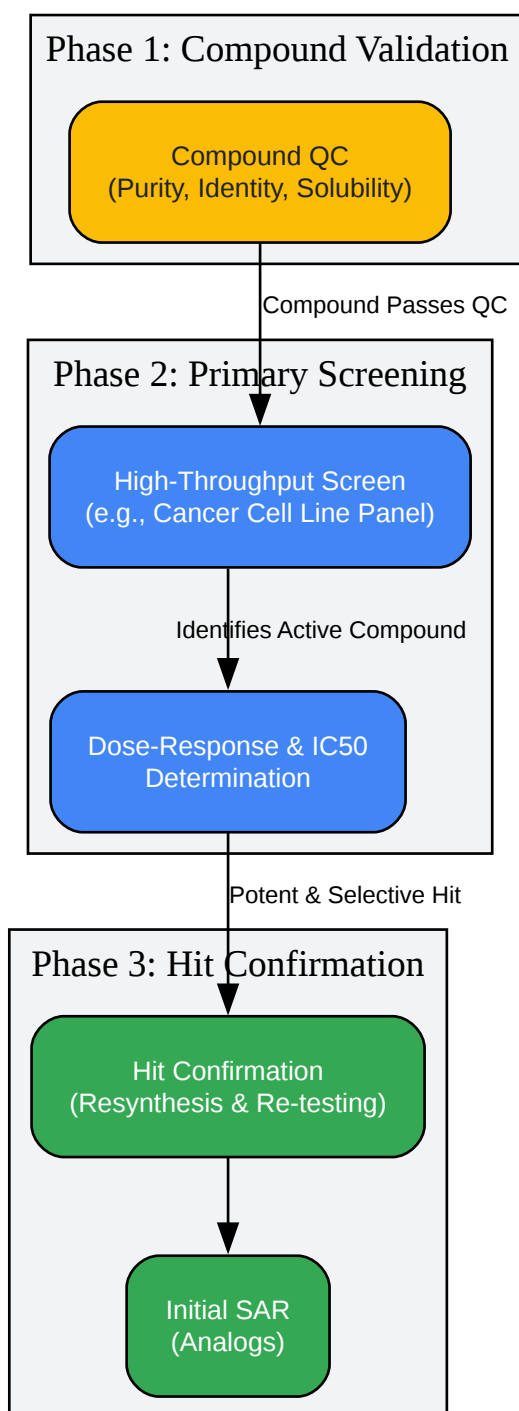 Phase 1: Compound Validation
Compound QC
(Purity, Identity, Solubility)
Compound Passes QC
Phase 2: Primary Screening
High-Throughput Screen
(e.g., Cancer Cell Line Panel)
Identifies Active Compound
Dose-Response & IC50
Determination
Potent & Selective Hit
Phase 3: Hit Confirmation
Hit Confirmation
(Resynthesis & Re-testing)
Initial SAR
(Analogs)